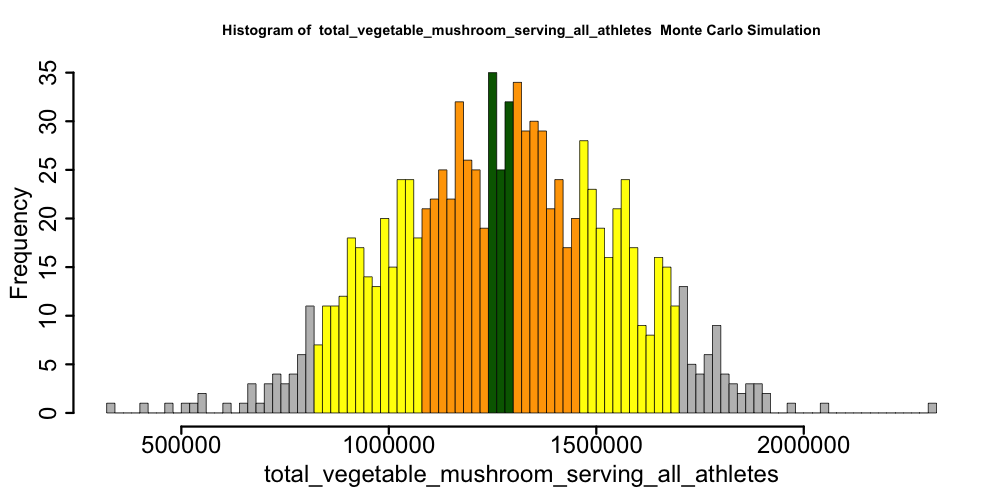 Histogram of  total_vegetable_mushroom_serving_all_athletes  Monte Carlo Simulation
Frequency
35
30
25
20
15
10
5
0
500000 1000000 1500000 2000000
total_vegetable_mushroom_serving_all_athletes